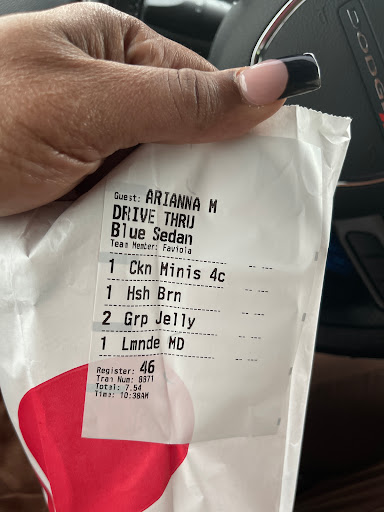 DODGE
Guest: ARIANNA M
DRIVE THRU
Blue Sedan
Team Member: Faviola
1 Ckn Minis 4c
1 Hsh Brn
2 Grp Jelly
1 Lmnde MD
Register: 46
Tran Num: 8371
Total: 7.54
Time: 10:38AM